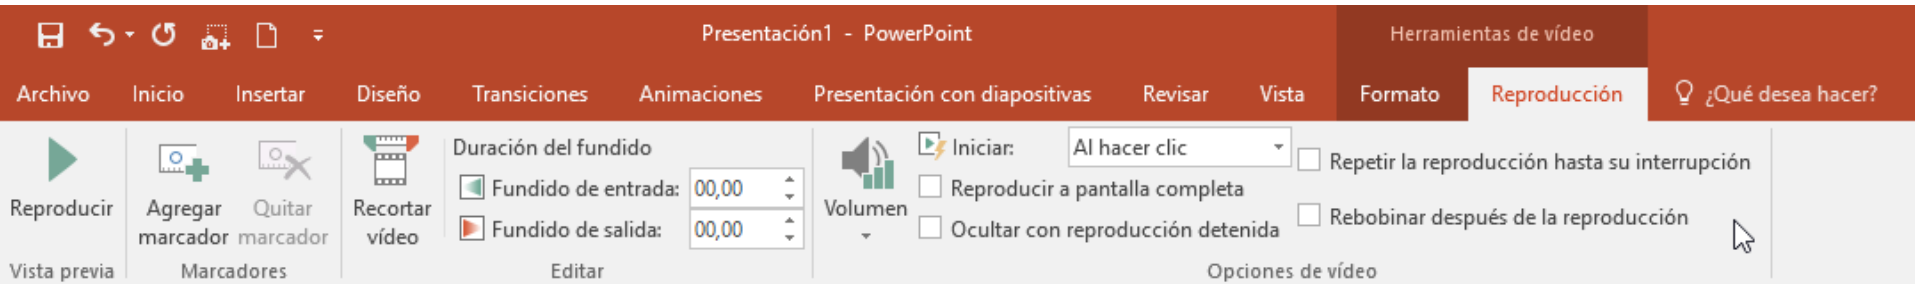 Presentación1 - PowerPoint
Herramientas de vídeo
Archivo Inicio Insertar Diseño Transiciones Animaciones Presentación con diapositivas Revisar Vista Formato Reproducción ¿Qué desea hacer?
Reproducir
Vista previa
Agregar
marcador
Quitar
marcador
Marcadores
Recortar
vídeo
Duración del fundido
Fundido de entrada: 00,00
Fundido de salida: 00,00
Editar
Volumen
Iniciar: Al hacer clic
Reproducir a pantalla completa
Ocultar con reproducción detenida
Repetir la reproducción hasta su interrupción
Rebobinar después de la reproducción
Opciones de vídeo